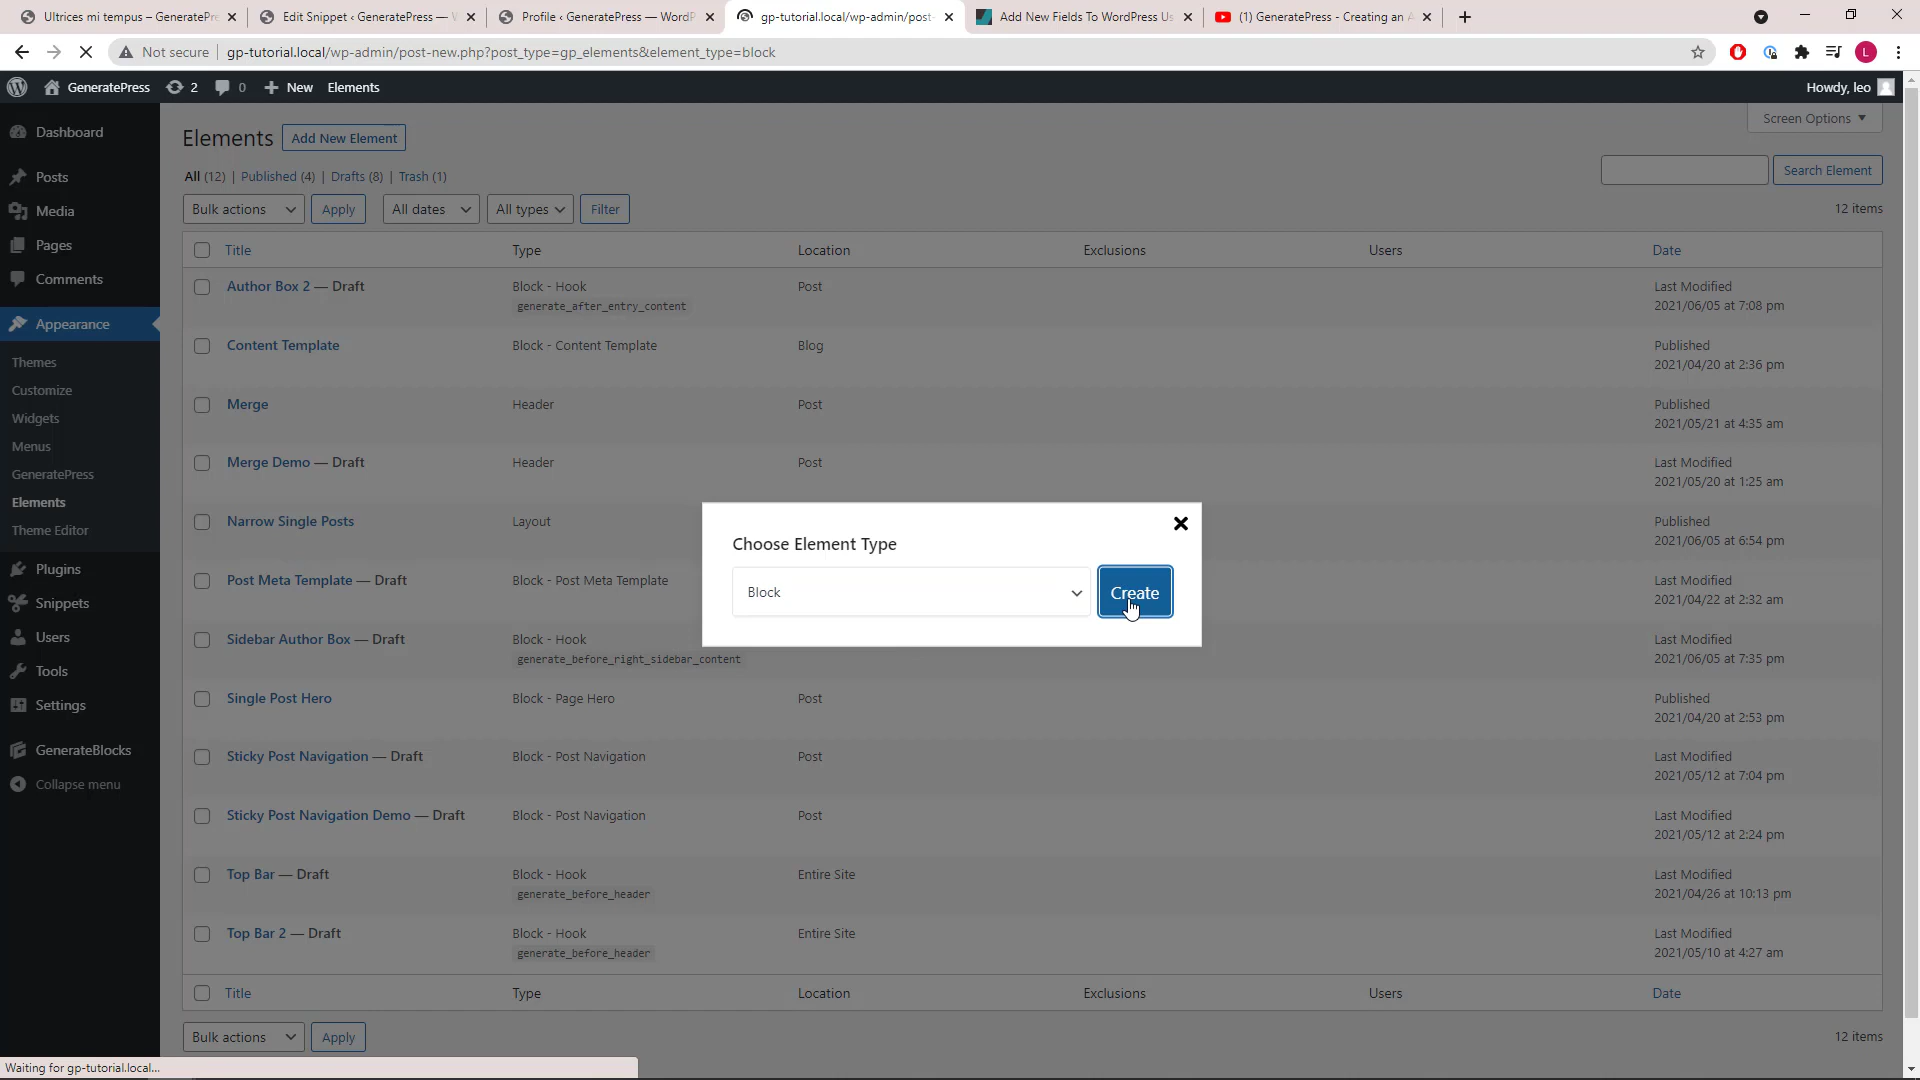 Ultrices mi tempus – GeneratePre
Edit Snippet ‹ GeneratePress — W
Profile ‹ GeneratePress — WordP
gp-tutorial.local/wp-admin/post-
Add New Fields To WordPress Us
(1) GeneratePress - Creating an A
Not secure
gp-tutorial.local/wp-admin/post-new.php?post_type=gp_elements&element_type=block
L
GeneratePress
2
0
New
Elements
Howdy, leo
Dashboard
Posts
Media
Pages
Comments
Appearance
Themes
Customize
Widgets
Menus
GeneratePress
Elements
Theme Editor
Plugins
Snippets
Users
Tools
Settings
GenerateBlocks
Collapse menu
Elements
Add New Element
Screen Options
All (12) | Published (4) | Drafts (8) | Trash (1)
Search Element
Bulk actions
Apply
All dates
All types
Filter
12 items
Title Type Location Exclusions Users Date
Author Box 2 — Draft Block - Hook Post Last Modified
generate_after_entry_content 2021/06/05 at 7:08 pm
Content Template Block - Content Template Blog Published
2021/04/20 at 2:36 pm
Merge Header Post Published
2021/05/21 at 4:35 am
Merge Demo — Draft Header Post Last Modified
2021/05/20 at 1:25 am
Narrow Single Posts Layout Published
2021/06/05 at 6:54 pm
Choose Element Type
Block
Create
Post Meta Template — Draft Block - Post Meta Template Last Modified
2021/04/22 at 2:32 am
Sidebar Author Box — Draft Block - Hook Last Modified
generate_before_right_sidebar_content 2021/06/05 at 7:35 pm
Single Post Hero Block - Page Hero Post Published
2021/04/20 at 2:53 pm
Sticky Post Navigation — Draft Block - Post Navigation Post Last Modified
2021/05/12 at 7:04 pm
Sticky Post Navigation Demo — Draft Block - Post Navigation Post Last Modified
2021/05/12 at 2:24 pm
Top Bar — Draft Block - Hook Entire Site Last Modified
generate_before_header 2021/04/26 at 10:13 pm
Top Bar 2 — Draft Block - Hook Entire Site Last Modified
generate_before_header 2021/05/10 at 4:27 am
Title Type Location Exclusions Users Date
Bulk actions
Apply
12 items
Waiting for gp-tutorial.local...